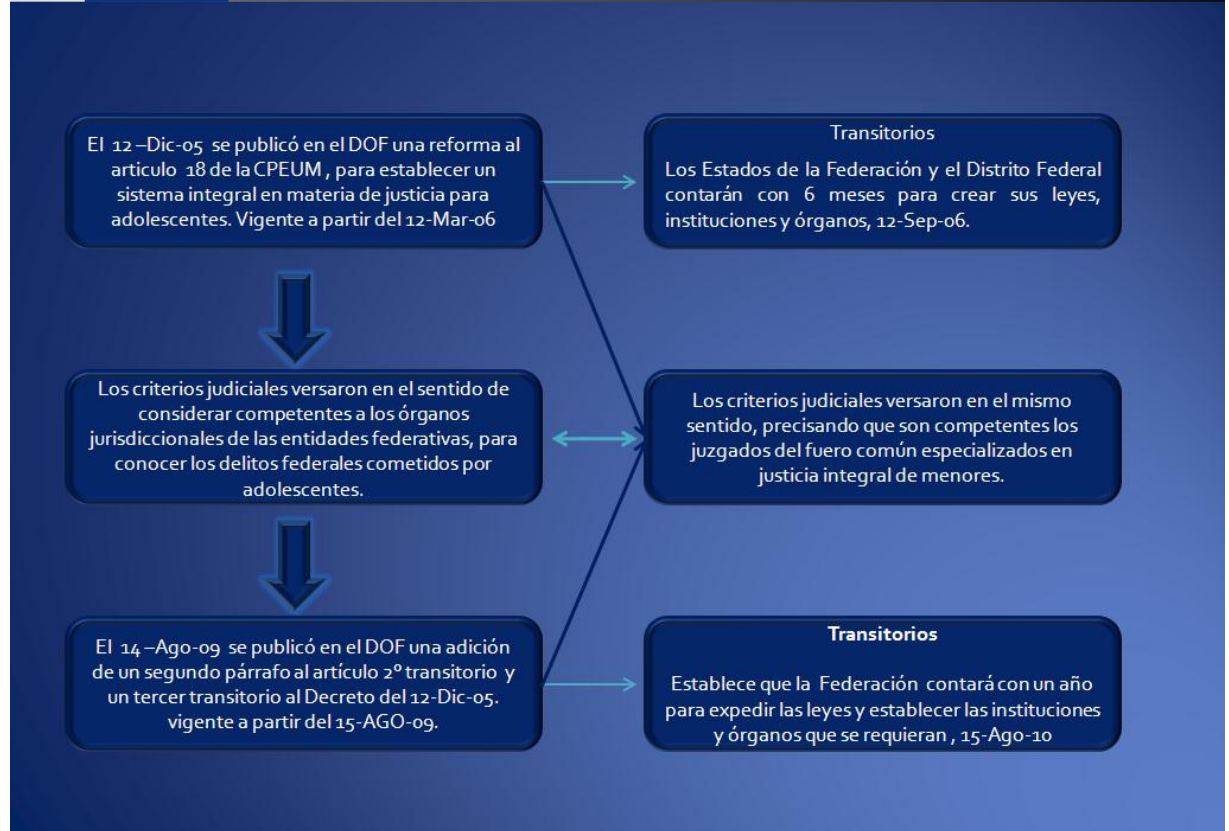 El 12 –Dic-05 se publicó en el DOF una reforma al
articulo 18 de la CPEUM , para establecer un
sistema integral en materia de justicia para
adolescentes. Vigente a partir del 12-Mar-06
Transitorios
Los Estados de la Federación y el Distrito Federal
contarán con 6 meses para crear sus leyes,
instituciones y órganos, 12-Sep-06.
Los criterios judiciales versaron en el sentido de
considerar competentes a los órganos
jurisdiccionales de las entidades federativas, para
conocer los delitos federales cometidos por
adolescentes.
Los criterios judiciales versaron en el mismo
sentido, precisando que son competentes los
juzgados del fuero común especializados en
justicia integral de menores.
El 14 –Ago-09 se publicó en el DOF una adición
de un segundo párrafo al artículo 2º transitorio y
un tercer transitorio al Decreto del 12-Dic-05.
vigente a partir del 15-AGO-09.
Transitorios
Establece que la Federación contará con un año
para expedir las leyes y establecer las instituciones
y órganos que se requieran , 15-Ago-10